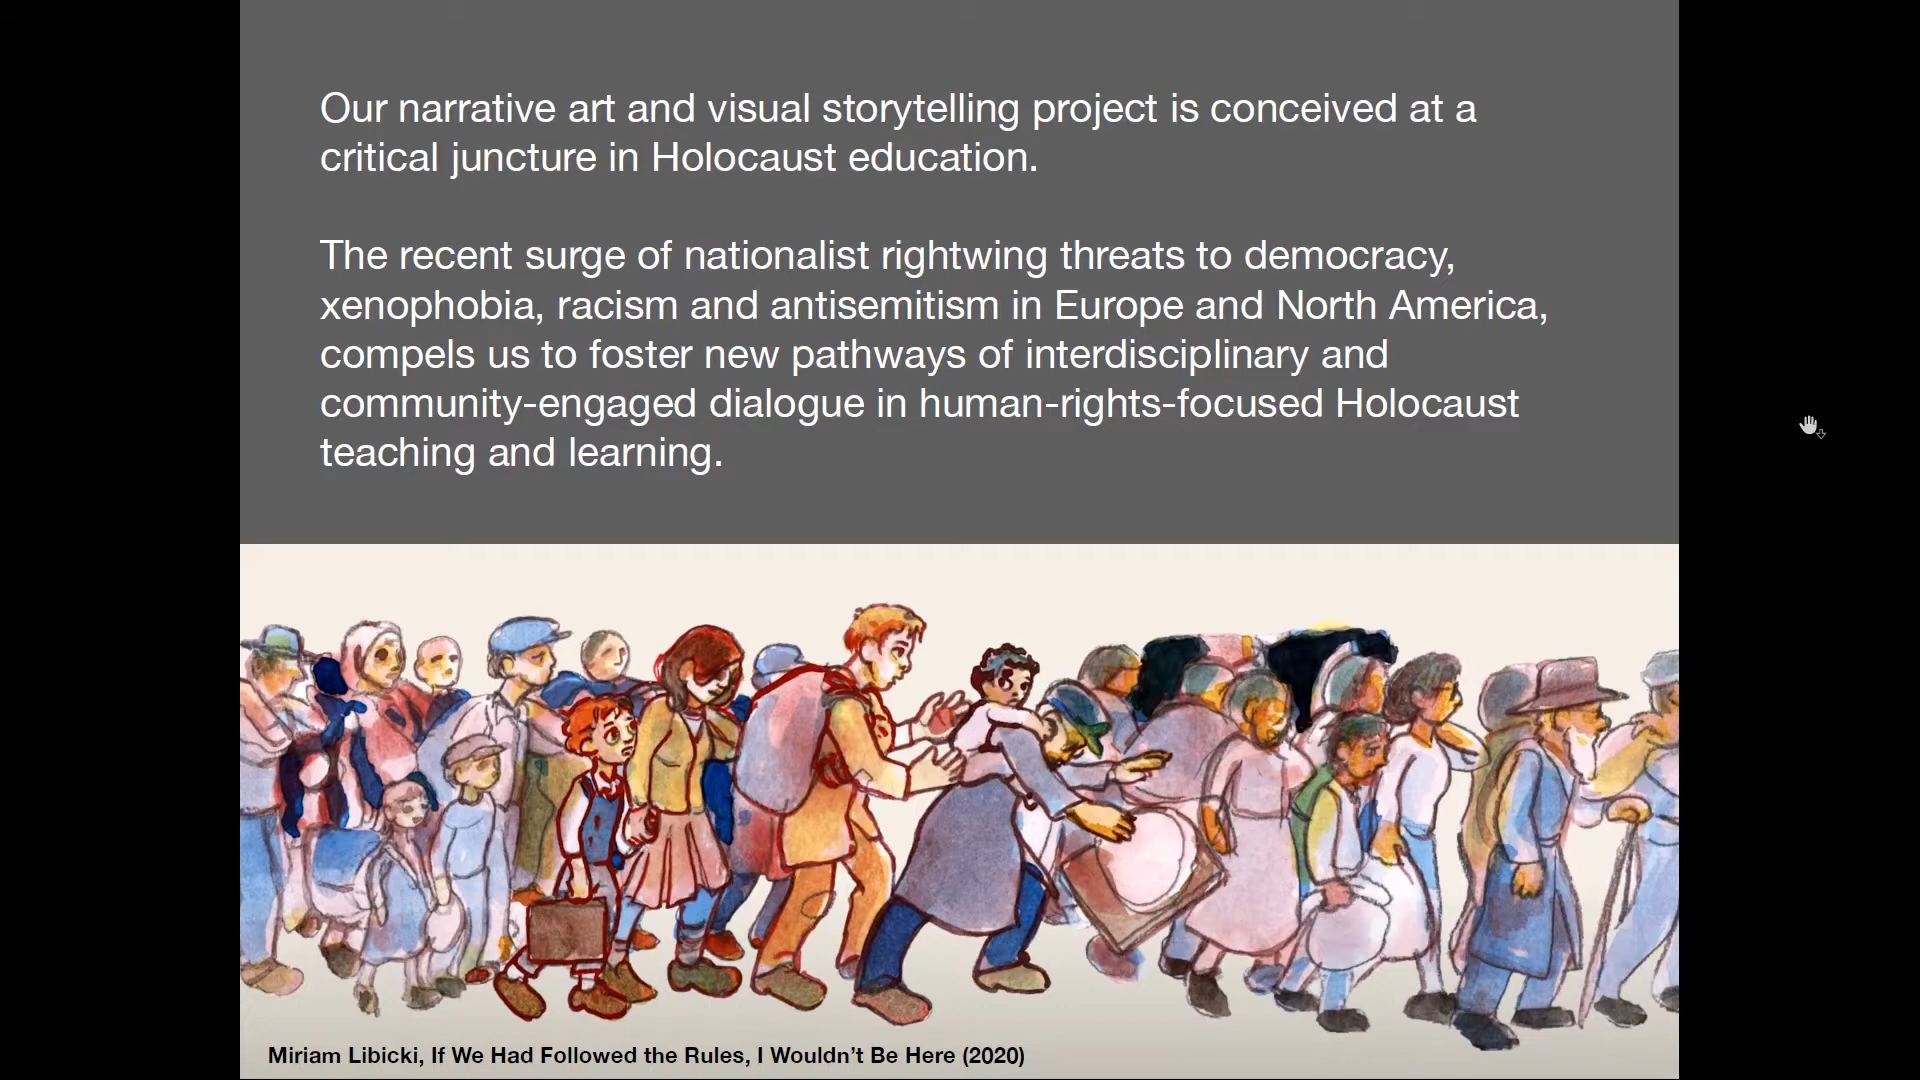 Our narrative art and visual storytelling project is conceived at a
critical juncture in Holocaust education.
The recent surge of nationalist rightwing threats to democracy,
xenophobia, racism and antisemitism in Europe and North America,
compels us to foster new pathways of interdisciplinary and
community-engaged dialogue in human-rights-focused Holocaust
teaching and learning.
Miriam Libicki, If We Had Followed the Rules, I Wouldn’t Be Here (2020)